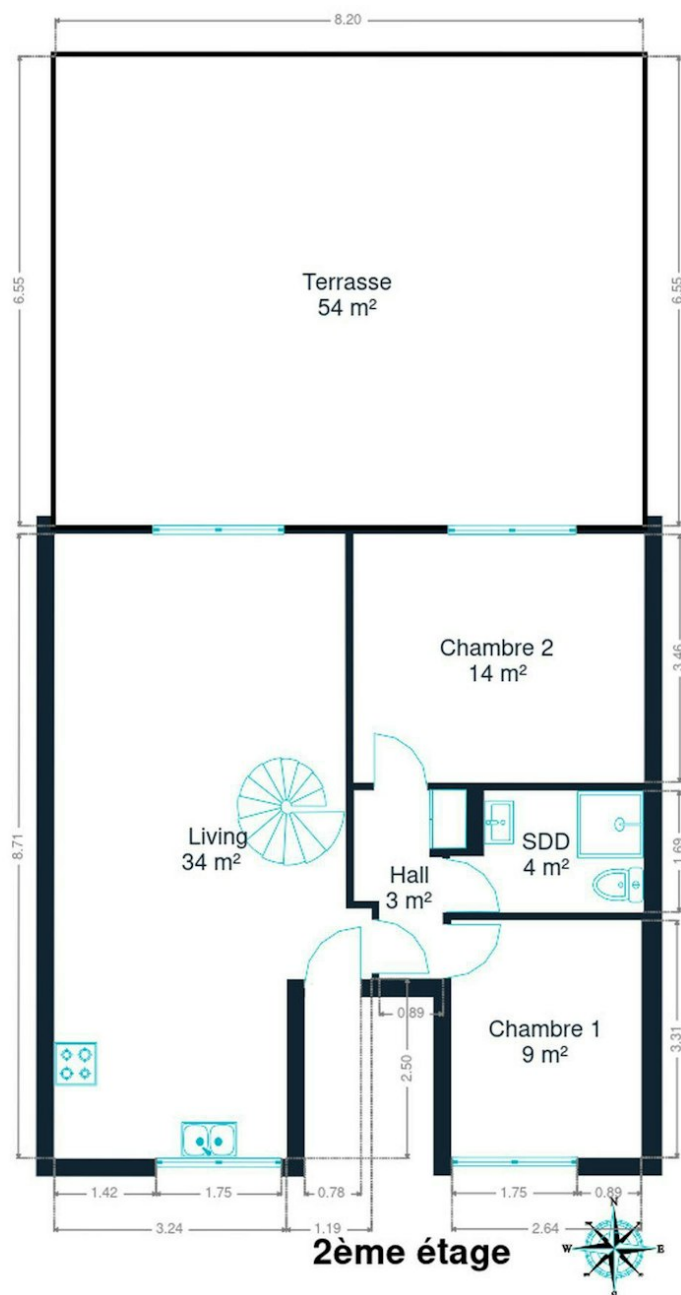 8.20
6.55
6.55
Terrasse
54 m²
Chambre 2
14 m²
3.46
8.71
Living
34 m²
SDD
4 m²
1.69
Hall
3 m²
0.89
2.50
Chambre 1
9 m²
3.31
1.42
1.75
0.78
1.75
0.89
3.24
1.19
2.64
2ème étage
N
W
E
S